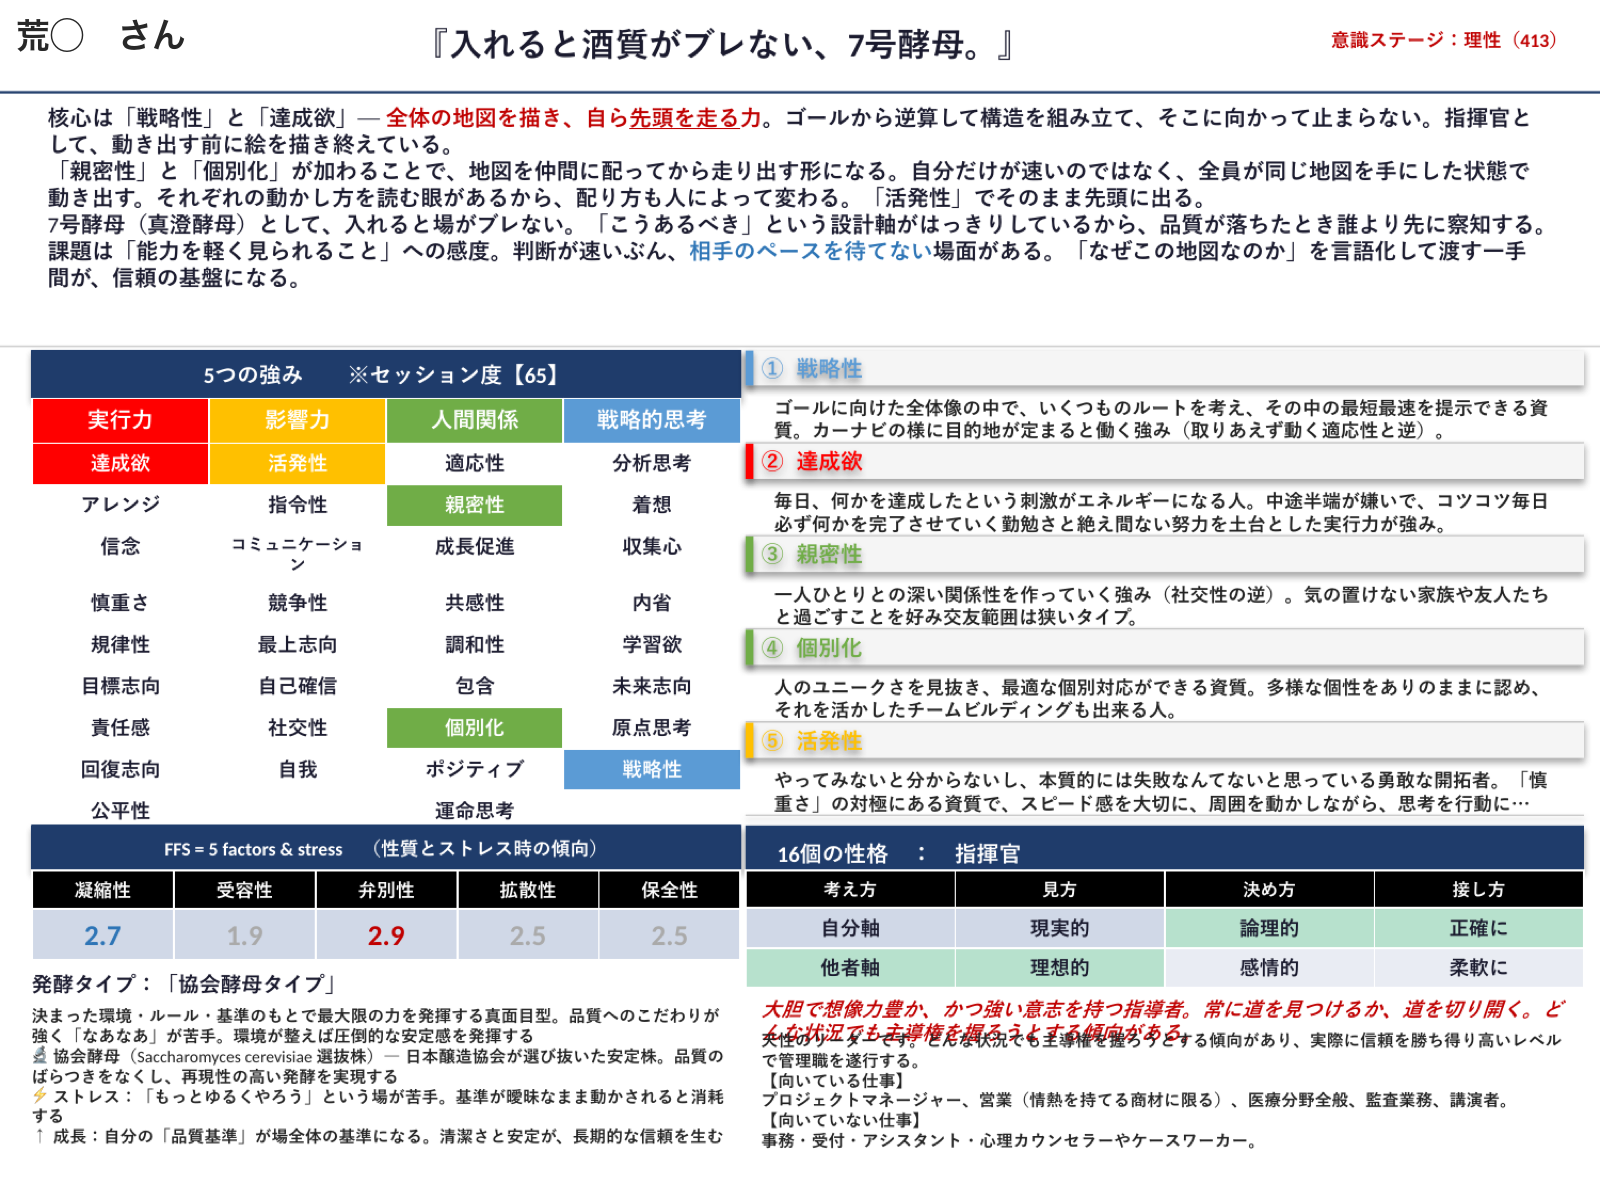 荒〇　さん
『入れると酒質がブレない、7号酵母。』
意識ステージ：理性（413）
核心は「戦略性」と「達成欲」— 全体の地図を描き、自ら先頭を走る力。ゴールから逆算して構造を組み立て、そこに向かって止まらない。指揮官と
して、動き出す前に絵を描き終えている。
「親密性」と「個別化」が加わることで、地図を仲間に配ってから走り出す形になる。自分だけが速いのではなく、全員が同じ地図を手にした状態で
動き出す。それぞれの動かし方を読む眼があるから、配り方も人によって変わる。「活発性」でそのまま先頭に出る。
7号酵母（真澄酵母）として、入れると場がブレない。「こうあるべき」という設計軸がはっきりしているから、品質が落ちたとき誰より先に察知する。
課題は「能力を軽く見られること」への感度。判断が速いぶん、相手のペースを待てない場面がある。「なぜこの地図なのか」を言語化して渡す一手
間が、信頼の基盤になる。
5つの強み　　※セッション度【65】
実行力 影響力 人間関係 戦略的思考
達成欲 活発性 適応性 分析思考
アレンジ 指令性 親密性 着想
信念 コミュニケーショ 成長促進 収集心
ン
慎重さ 競争性 共感性 内省
規律性 最上志向 調和性 学習欲
目標志向 自己確信 包含 未来志向
責任感 社交性 個別化 原点思考
回復志向 自我 ポジティブ 戦略性
公平性 運命思考
① 戦略性
ゴールに向けた全体像の中で、いくつものルートを考え、その中の最短最速を提示できる資
質。カーナビの様に目的地が定まると働く強み（取りあえず動く適応性と逆）。
② 達成欲
毎日、何かを達成したという刺激がエネルギーになる人。中途半端が嫌いで、コツコツ毎日
必ず何かを完了させていく勤勉さと絶え間ない努力を土台とした実行力が強み。
③ 親密性
一人ひとりとの深い関係性を作っていく強み（社交性の逆）。気の置けない家族や友人たち
と過ごすことを好み交友範囲は狭いタイプ。
④ 個別化
人のユニークさを見抜き、最適な個別対応ができる資質。多様な個性をありのままに認め、
それを活かしたチームビルディングも出来る人。
⑤ 活発性
やってみないと分からないし、本質的には失敗なんてないと思っている勇敢な開拓者。「慎
重さ」の対極にある資質で、スピード感を大切に、周囲を動かしながら、思考を行動に…
FFS = 5 factors & stress　（性質とストレス時の傾向）
凝縮性 受容性 弁別性 拡散性 保全性
2.7 1.9 2.9 2.5 2.5
発酵タイプ：「協会酵母タイプ」
決まった環境・ルール・基準のもとで最大限の力を発揮する真面目型。品質へのこだわりが
強く「なあなあ」が苦手。環境が整えば圧倒的な安定感を発揮する
🔬 協会酵母（Saccharomyces cerevisiae 選抜株）— 日本醸造協会が選び抜いた安定株。品質の
ばらつきをなくし、再現性の高い発酵を実現する
⚡ ストレス：「もっとゆるくやろう」という場が苦手。基準が曖昧なまま動かされると消耗
する
↑ 成長：自分の「品質基準」が場全体の基準になる。清潔さと安定が、長期的な信頼を生む
16個の性格　：　指揮官
考え方 見方 決め方 接し方
自分軸 現実的 論理的 正確に
他者軸 理想的 感情的 柔軟に
大胆で想像力豊か、かつ強い意志を持つ指導者。常に道を見つけるか、道を切り開く。ど
んな状況でも主導権を握ろうとする傾向がある。
天性のリーダーです。どんな状況でも主導権を握ろうとする傾向があり、実際に信頼を勝ち得り高いレベル
で管理職を遂行する。
【向いている仕事】
プロジェクトマネージャー、営業（情熱を持てる商材に限る）、医療分野全般、監査業務、講演者。
【向いていない仕事】
事務・受付・アシスタント・心理カウンセラーやケースワーカー。